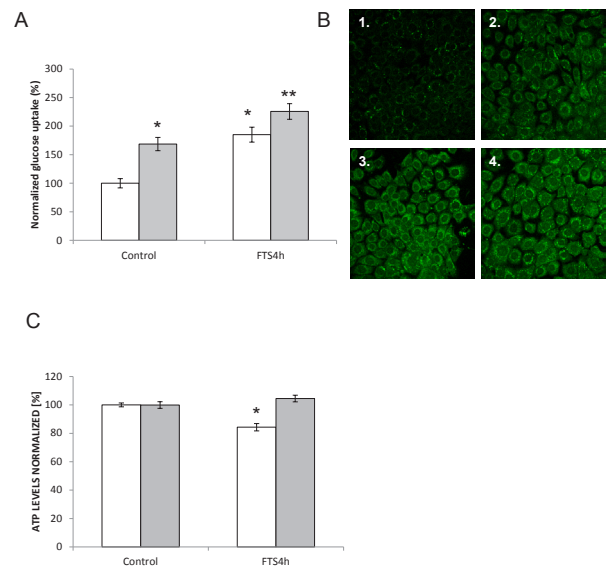 A
B
Normalized glucose uptake (%)
300
250
200
150
100
50
0
*
*
**
Control
FTS4h
1.
2.
3.
4.
C
ATP LEVELS NORMALIZED [%]
120
100
80
60
40
20
0
*
Control
FTS4h